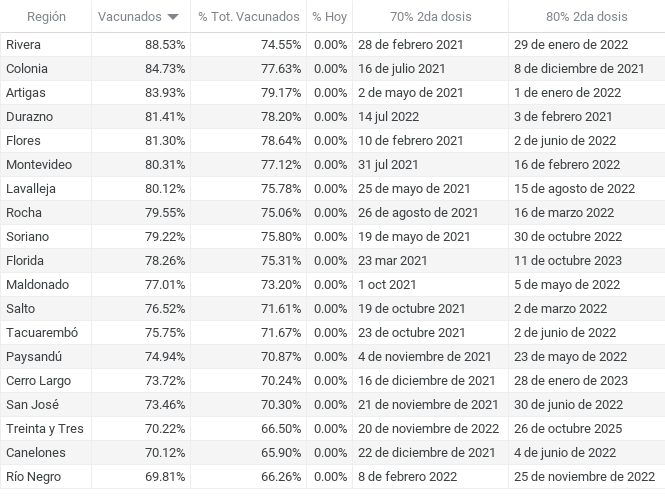 Región Vacunados % Tot. Vacunados % Hoy 70% 2da dosis 80% 2da dosis
Rivera 88.53% 74.55% 0.00% 28 de febrero 2021 29 de enero de 2022
Colonia 84.73% 77.63% 0.00% 16 de julio 2021 8 de diciembre de 2021
Artigas 83.93% 79.17% 0.00% 2 de mayo de 2021 1 de enero de 2022
Durazno 81.41% 78.20% 0.00% 14 jul 2022 3 de febrero 2021
Flores 81.30% 78.64% 0.00% 10 de febrero 2021 2 de junio de 2022
Montevideo 80.31% 77.12% 0.00% 31 jul 2021 16 de febrero 2022
Lavalleja 80.12% 75.78% 0.00% 25 de mayo de 2021 15 de agosto de 2022
Rocha 79.55% 75.06% 0.00% 26 de agosto de 2021 16 de marzo 2022
Soriano 79.22% 75.80% 0.00% 19 de mayo de 2021 30 de octubre 2022
Florida 78.26% 75.31% 0.00% 23 mar 2021 11 de octubre 2023
Maldonado 77.01% 73.20% 0.00% 1 oct 2021 5 de mayo de 2022
Salto 76.52% 71.61% 0.00% 19 de octubre 2021 2 de marzo 2022
Tacuarembó 75.75% 71.67% 0.00% 23 de octubre 2021 2 de junio de 2022
Paysandú 74.94% 70.87% 0.00% 4 de noviembre de 2021 23 de mayo de 2022
Cerro Largo 73.72% 70.24% 0.00% 16 de diciembre de 2021 28 de enero de 2023
San José 73.46% 70.30% 0.00% 21 de noviembre de 2021 30 de junio de 2022
Treinta y Tres 70.22% 66.50% 0.00% 20 de noviembre de 2022 26 de octubre 2025
Canelones 70.12% 65.90% 0.00% 22 de diciembre de 2021 4 de junio de 2022
Río Negro 69.81% 66.26% 0.00% 8 de febrero 2022 25 de noviembre de 2022